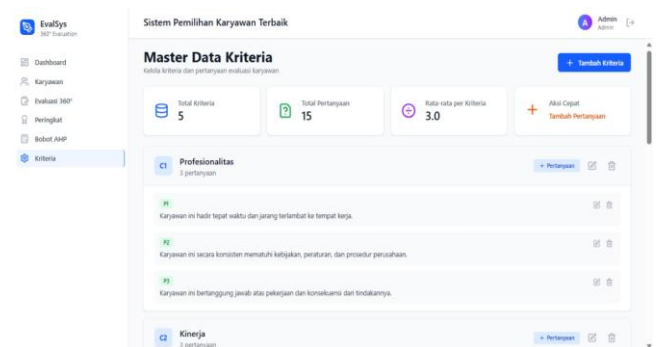 EvalSys
360° Evaluation
Sistem Pemilihan Karyawan Terbaik
A
Admin
Admin
Dashboard
Karyawan
Evaluasi 360°
Peringkat
Bobot AHP
Kriteria
Master Data Kriteria
Kelola kriteria dan pertanyaan evaluasi karyawan
+ Tambah Kriteria
Total Kriteria
5
Total Pertanyaan
15
Rata-rata per Kriteria
3.0
Aksi Cepat
Tambah Pertanyaan
C1
Profesionalitas
3 pertanyaan
+ Pertanyaan
P1
Karyawan ini hadir tepat waktu dan jarang terlambat ke tempat kerja.
P2
Karyawan ini secara konsisten mematuhi kebijakan, peraturan, dan prosedur perusahaan.
P3
Karyawan ini bertanggung jawab atas pekerjaan dan konsekuensi dari tindakannya.
C2
Kinerja
3 pertanyaan
+ Pertanyaan